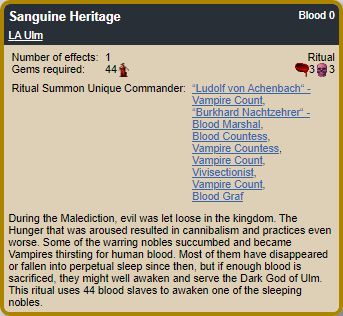 Sanguine Heritage Blood 0
LA Ulm
Number of effects: 1 Ritual
Gems required: 44 3 3
Ritual Summon Unique Commander: "Ludolf von Achenbach" -
Vampire Count,
"Burkhard Nachtzehrer" -
Blood Marshal,
Blood Countess,
Vampire Countess,
Vampire Count,
Vivisectionist,
Vampire Count,
Blood Graf
During the Malediction, evil was let loose in the kingdom. The
Hunger that was aroused resulted in cannibalism and practices even
worse. Some of the warring nobles succumbed and became
Vampires thirsting for human blood. Most of them have disappeared
or fallen into perpetual sleep since then, but if enough blood is
sacrificed, they might well awaken and serve the Dark God of Ulm.
This ritual uses 44 blood slaves to awaken one of the sleeping
nobles.